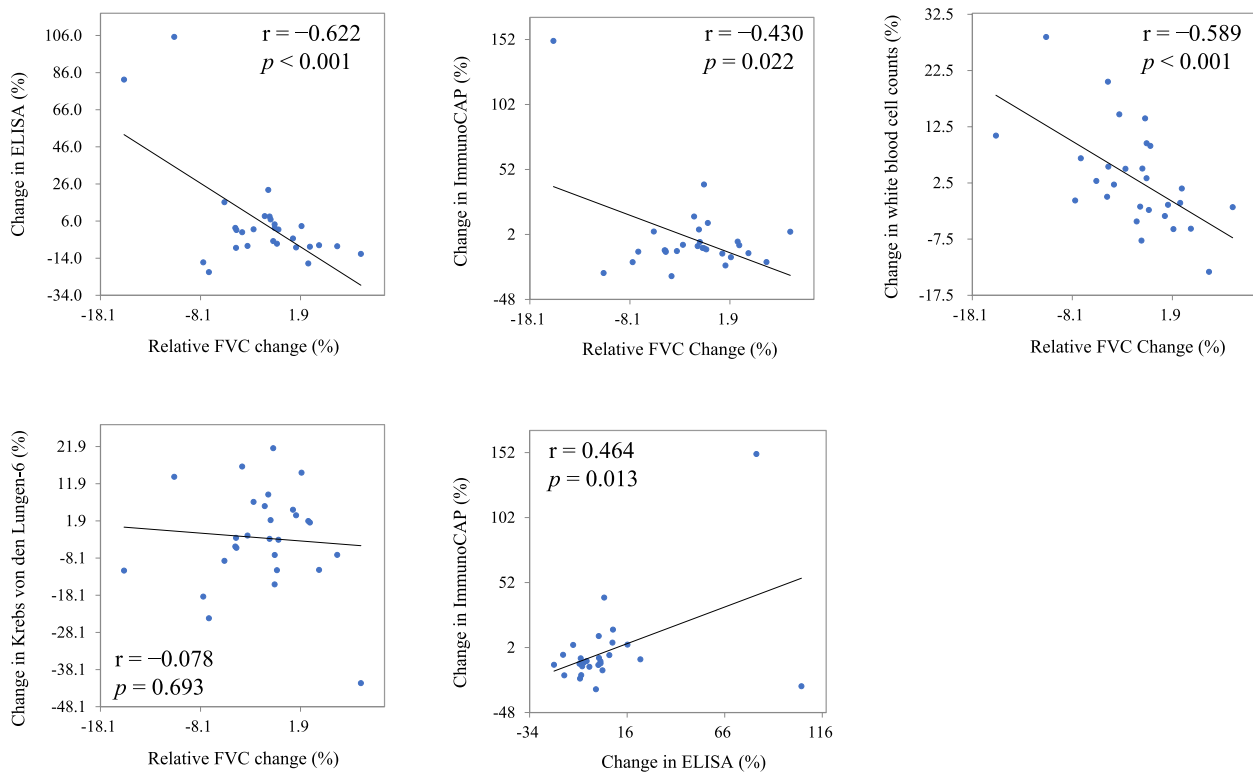 106.0
86.0
66.0
46.0
26.0
6.0
-14.0
-34.0
-18.1 -8.1 1.9
Change in ELISA (%)
Relative FVC change (%)
r = −0.622
p < 0.001
152
102
52
2
-48
-18.1 -8.1 1.9
Change in ImmunoCAP (%)
Relative FVC Change (%)
r = −0.430
p = 0.022
32.5
22.5
12.5
2.5
-7.5
-17.5
-18.1 -8.1 1.9
Change in white blood cell counts (%)
Relative FVC Change (%)
r = −0.589
p < 0.001
21.9
11.9
1.9
-8.1
-18.1
-28.1
-38.1
-48.1
-18.1 -8.1 1.9
Change in Krebs von den Lungen-6 (%)
Relative FVC change (%)
r = −0.078
p = 0.693
152
102
52
2
-48
-34 16 66 116
Change in ImmunoCAP (%)
Change in ELISA (%)
r = 0.464
p = 0.013